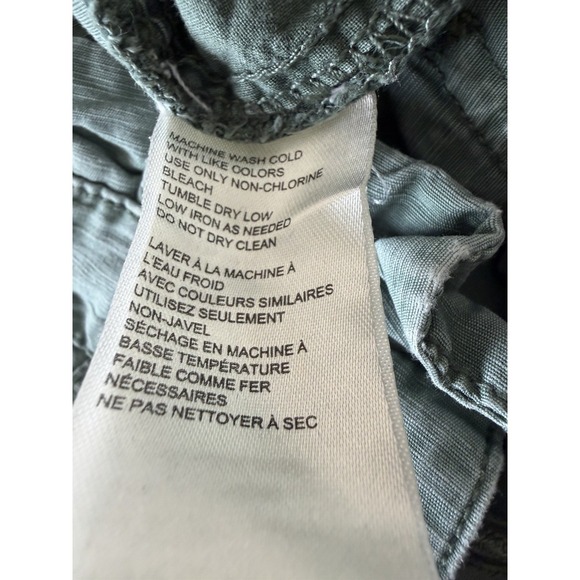 MACHINE WASH COLD
WITH LIKE COLORS
USE ONLY NON-CHLORINE
BLEACH
TUMBLE DRY LOW
LOW IRON AS NEEDED
DO NOT DRY CLEAN
LAVER À LA MACHINE À
L'EAU FROID
AVEC COULEURS SIMILAIRES
UTILISEZ SEULEMENT
NON-JAVEL
SÉCHAGE EN MACHINE À
BASSE TEMPÉRATURE
FAIBLE COMME FER
NÉCESSAIRES
NE PAS NETTOYER À SEC